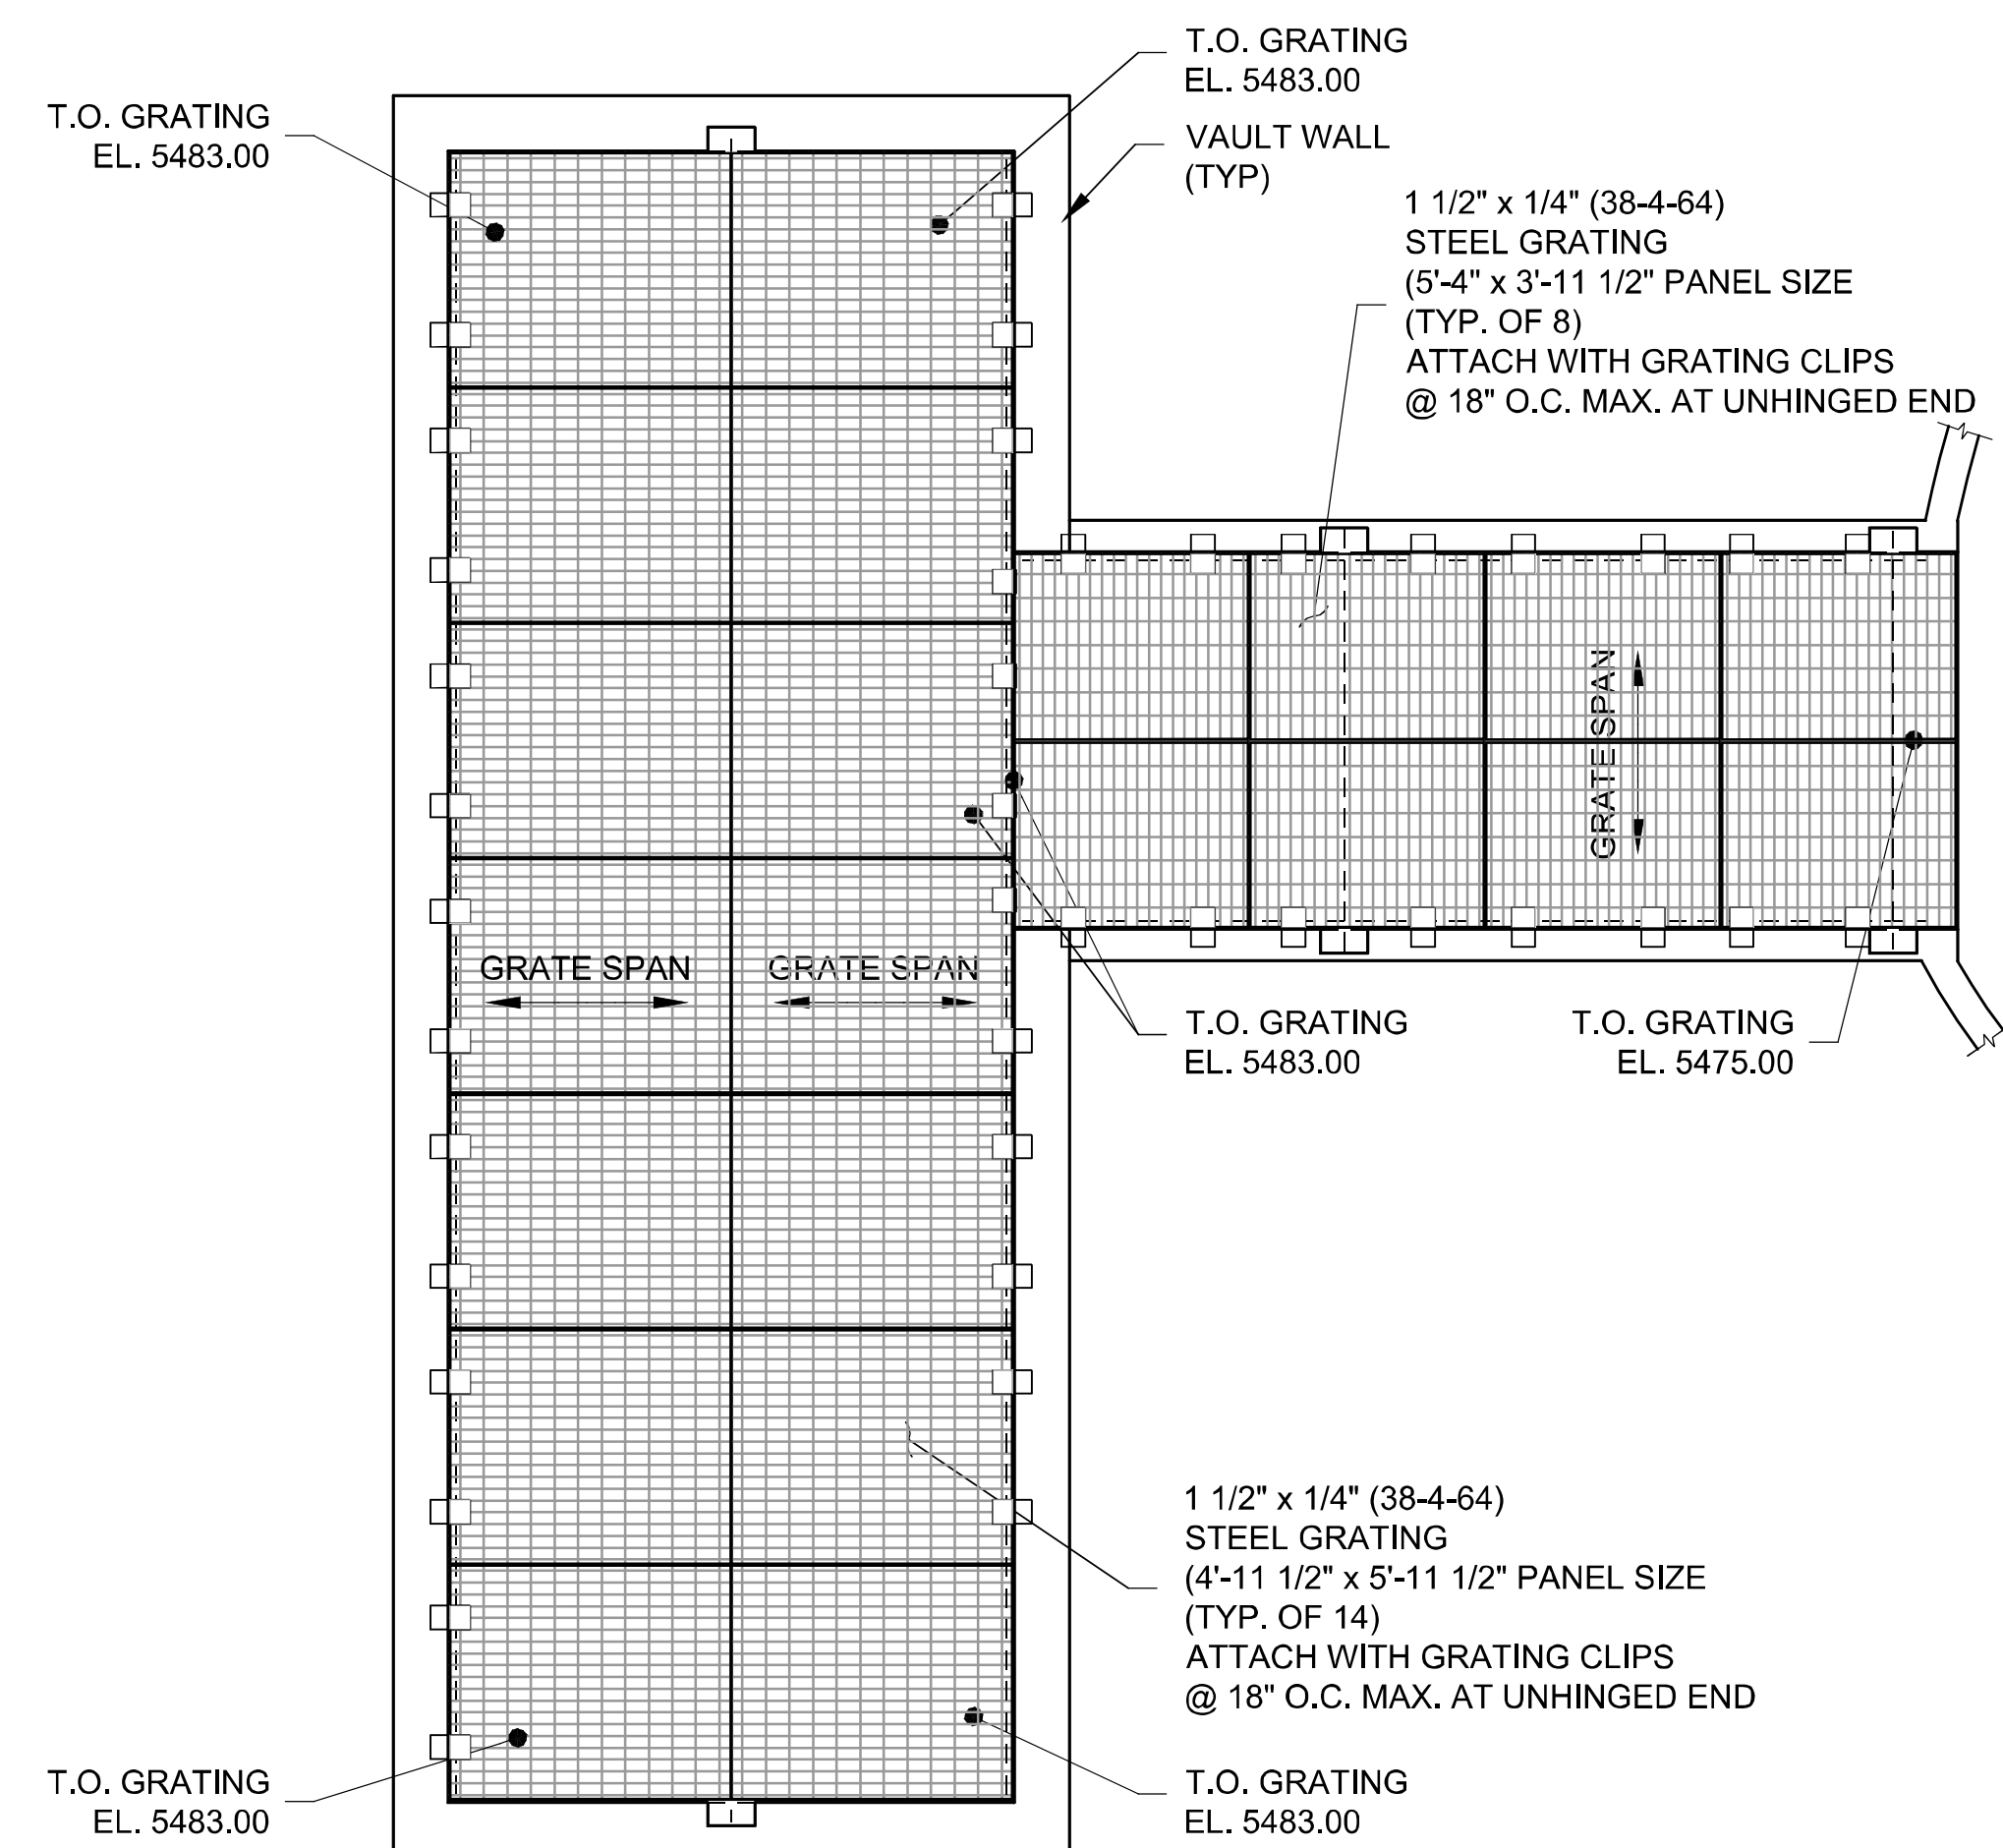 T.O. GRATING
EL. 5483.00
T.O. GRATING
EL. 5483.00
VAULT WALL
(TYP)
1 1/2" x 1/4" (38-4-64)
STEEL GRATING
(5'-4" x 3'-11 1/2" PANEL SIZE
(TYP. OF 8)
ATTACH WITH GRATING CLIPS
@ 18" O.C. MAX. AT UNHINGED END
GRATE SPAN
GRATE SPAN
GRATE SPAN
T.O. GRATING
EL. 5483.00
T.O. GRATING
EL. 5475.00
1 1/2" x 1/4" (38-4-64)
STEEL GRATING
(4'-11 1/2" x 5'-11 1/2" PANEL SIZE
(TYP. OF 14)
ATTACH WITH GRATING CLIPS
@ 18" O.C. MAX. AT UNHINGED END
T.O. GRATING
EL. 5483.00
T.O. GRATING
EL. 5483.00